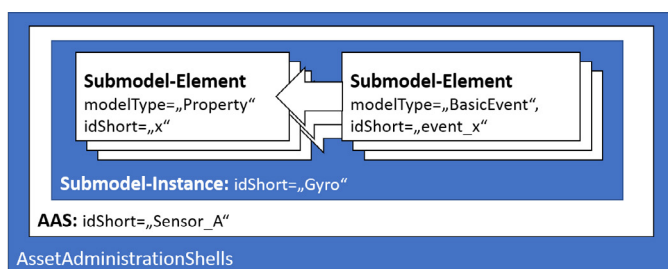 Submodel-Element
modelType=„Property“
idShort=„x“
Submodel-Element
modelType=„BasicEvent“,
idShort=„event_x“
Submodel-Instance: idShort=„Gyro“
AAS: idShort=„Sensor_A“
AssetAdministrationShells